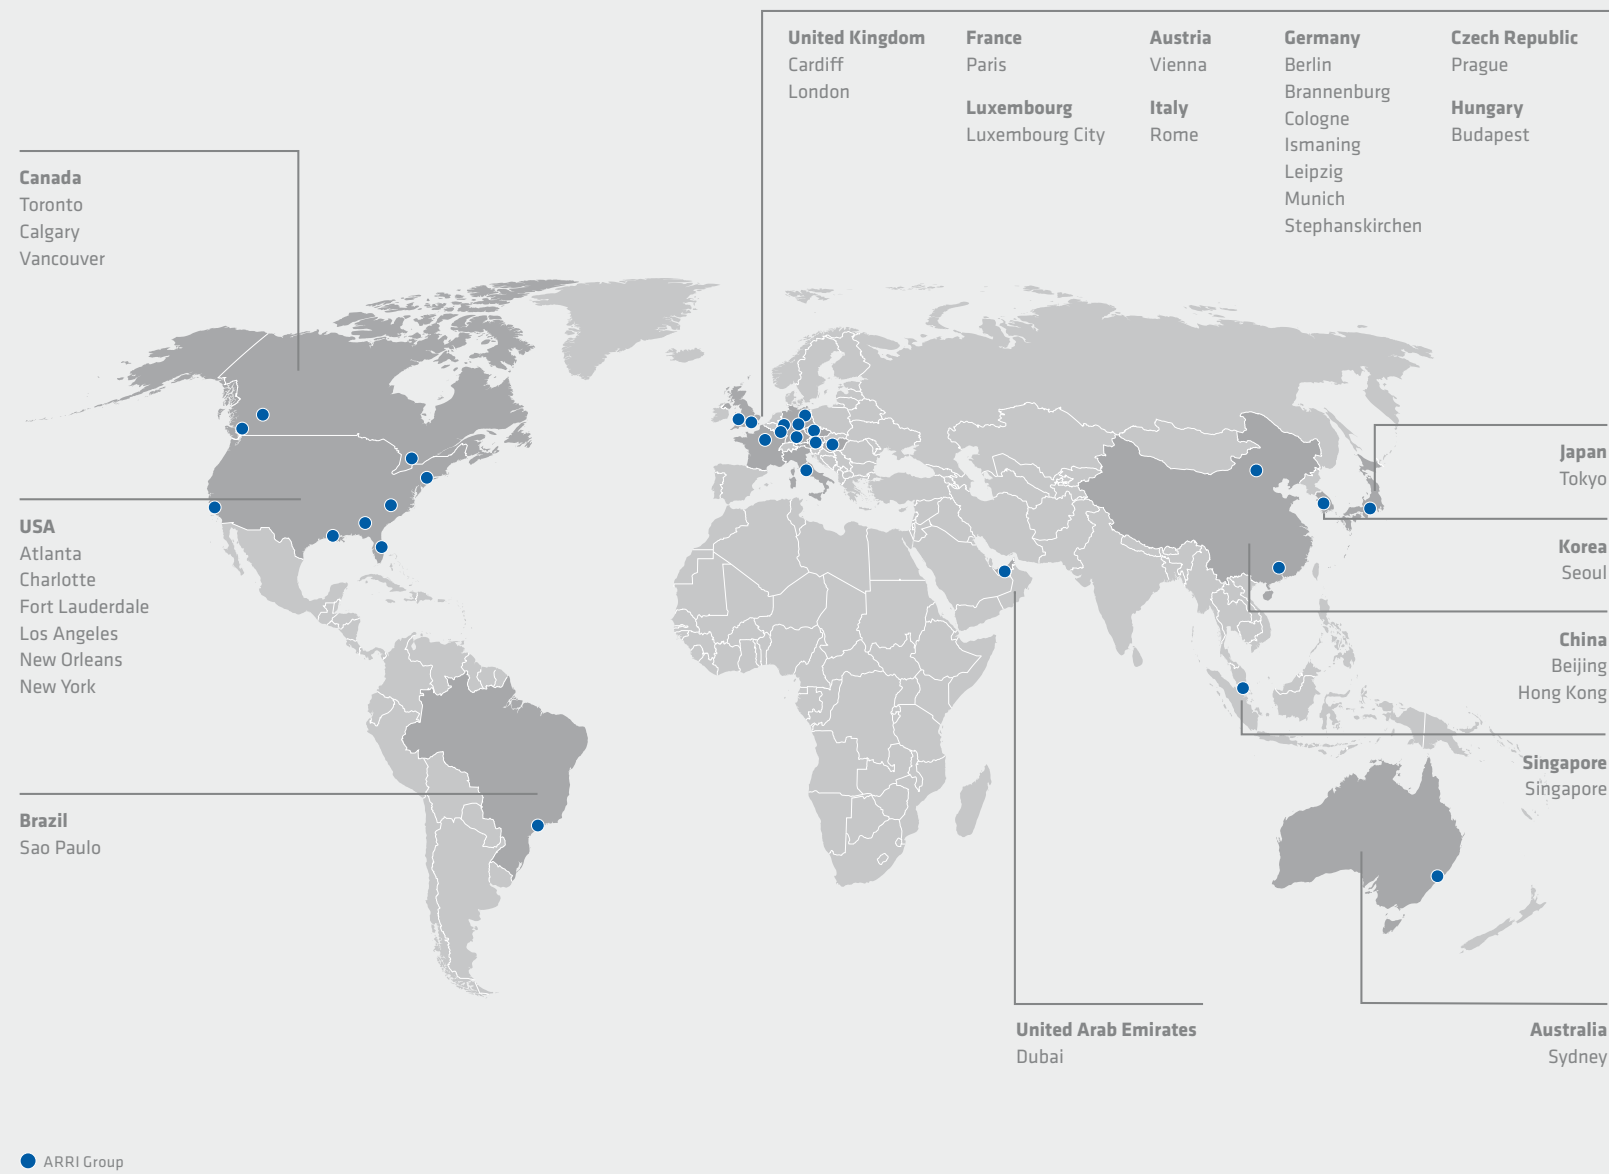 United Kingdom
Cardiff
London
France
Paris
Luxembourg
Luxembourg City
Austria
Vienna
Italy
Rome
Germany
Berlin
Brannenburg
Cologne
Ismaning
Leipzig
Munich
Stephanskirchen
Czech Republic
Prague
Hungary
Budapest
Canada
Toronto
Calgary
Vancouver
USA
Atlanta
Charlotte
Fort Lauderdale
Los Angeles
New Orleans
New York
Brazil
Sao Paulo
Japan
Tokyo
Korea
Seoul
China
Beijing
Hong Kong
Singapore
Singapore
United Arab Emirates
Dubai
Australia
Sydney
ARRI Group